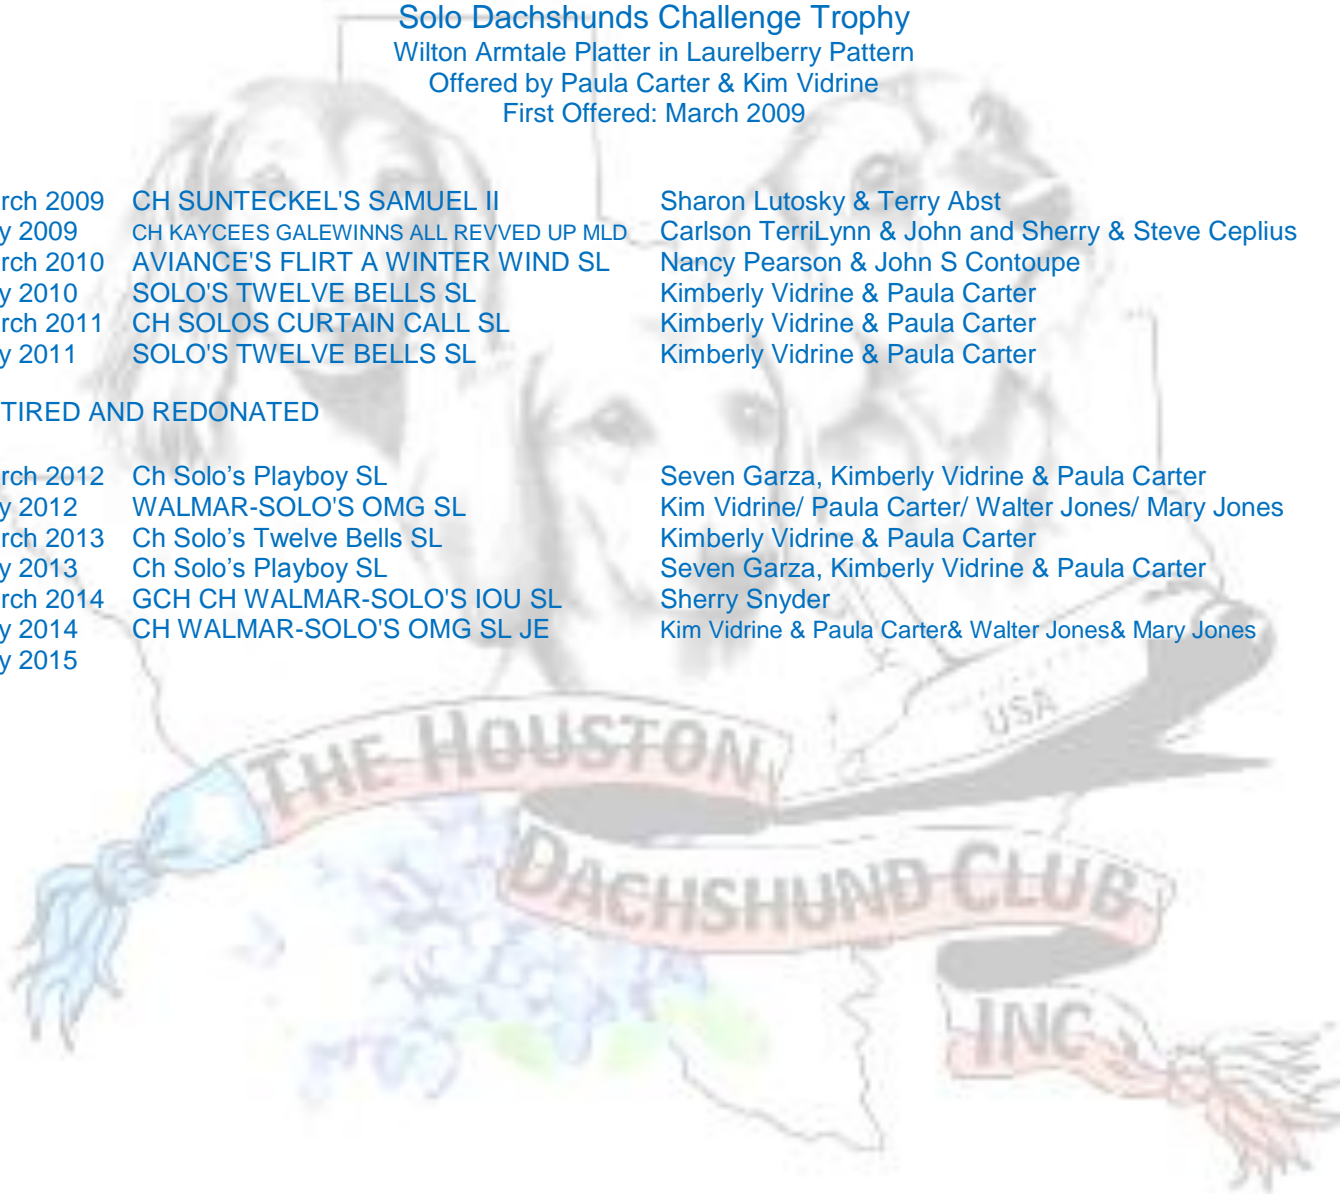 Solo Dachshunds Challenge Trophy
Wilton Armtale Platter in Laurelberry Pattern
Offered by Paula Carter & Kim Vidrine
First Offered: March 2009
rch 2009 CH SUNTECKEL'S SAMUEL II Sharon Lutosky & Terry Abst
y 2009 CH KAYCEES GALEWINNS ALL REVVED UP MLD Carlson TerriLynn & John and Sherry & Steve Ceplius
rch 2010 AVIANCE'S FLIRT A WINTER WIND SL Nancy Pearson & John S Contoupe
y 2010 SOLO'S TWELVE BELLS SL Kimberly Vidrine & Paula Carter
rch 2011 CH SOLOS CURTAIN CALL SL Kimberly Vidrine & Paula Carter
y 2011 SOLO'S TWELVE BELLS SL Kimberly Vidrine & Paula Carter
TIRED AND REDONATED
rch 2012 Ch Solo’s Playboy SL Seven Garza, Kimberly Vidrine & Paula Carter
y 2012 WALMAR-SOLO'S OMG SL Kim Vidrine/ Paula Carter/ Walter Jones/ Mary Jones
rch 2013 Ch Solo’s Twelve Bells SL Kimberly Vidrine & Paula Carter
y 2013 Ch Solo’s Playboy SL Seven Garza, Kimberly Vidrine & Paula Carter
rch 2014 GCH CH WALMAR-SOLO'S IOU SL Sherry Snyder
y 2014 CH WALMAR-SOLO'S OMG SL JE Kim Vidrine & Paula Carter& Walter Jones& Mary Jones
y 2015
USA
THE HOUSTON
DACHSHUND CLUB
INC